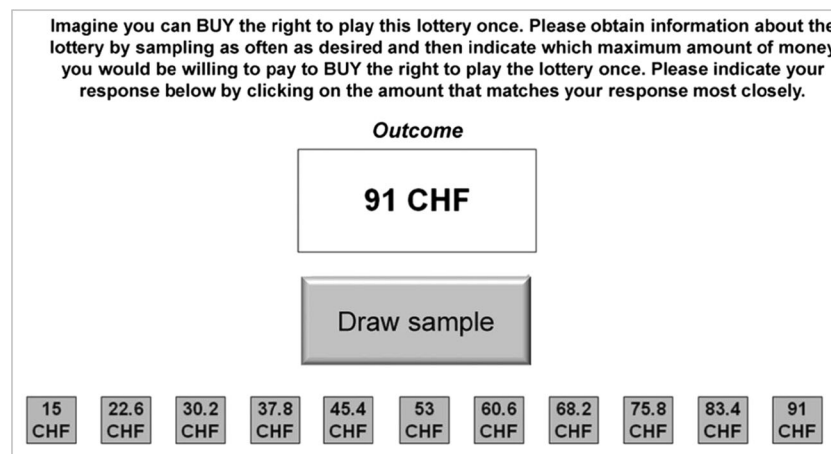 Imagine you can BUY the right to play this lottery once. Please obtain information about the
lottery by sampling as often as desired and then indicate which maximum amount of money
you would be willing to pay to BUY the right to play the lottery once. Please indicate your
response below by clicking on the amount that matches your response most closely.
Outcome
91 CHF
Draw sample
15 22.6 30.2 37.8 45.4 53 60.6 68.2 75.8 83.4 91
CHF CHF CHF CHF CHF CHF CHF CHF CHF CHF CHF